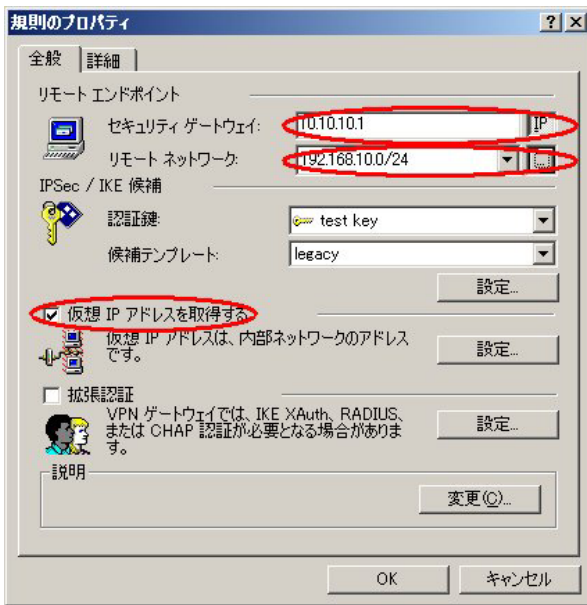 規則のプロパティ
全般
詳細
リモート エンドポイント
セキュリティ ゲートウェイ:
10.10.10.1
IP
リモート ネットワーク:
192.168.10.0/24
...
IPSec / IKE 候補
認証鍵:
test key
候補テンプレート:
legacy
設定...
仮想 IP アドレスを取得する
仮想 IP アドレスは、内部ネットワークのアドレス
です。
設定...
拡張認証
VPN ゲートウェイでは、IKE XAuth、RADIUS、
または CHAP 認証が必要となる場合がありま
す。
設定...
説明
変更(C)...
OK
キャンセル